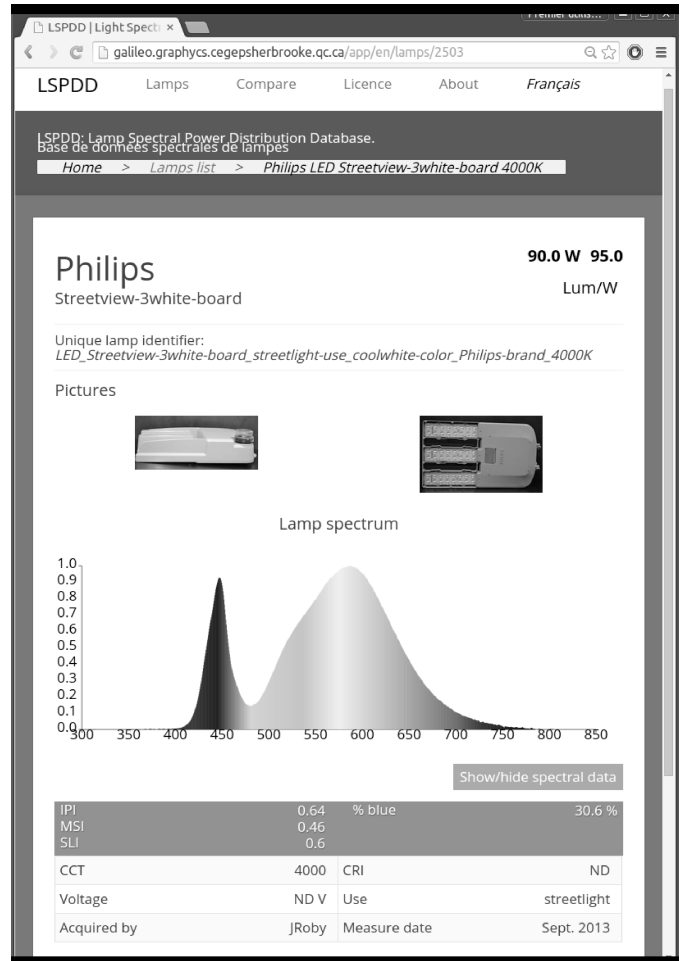 LSPDD | Light Spect
galileo.graphycs.cegepsherbrooke.qc.ca/app/en/lamps/2503
LSPDD Lamps Compare Licence About Français
LSPDD: Lamp Spectral Power Distribution Database.
Base de données spectrales de lampes
Home > Lamps list > Philips LED Streetview-3white-board 4000K
Philips
90.0 W 95.0
Streetview-3white-board
Lum/W
Unique lamp identifier:
LED_Streetview-3white-board_streetlight-use_coolwhite-color_Philips-brand_4000K
Pictures
Lamp spectrum
1.0
0.9
0.8
0.7
0.6
0.5
0.4
0.3
0.2
0.1
0.0
300 350 400 450 500 550 600 650 700 750 800 850
Show/hide spectral data
IPI 0.64 % blue 30.6 %
MSI 0.46
SLI 0.6
CCT 4000 CRI ND
Voltage ND V Use streetlight
Acquired by JRoby Measure date Sept. 2013